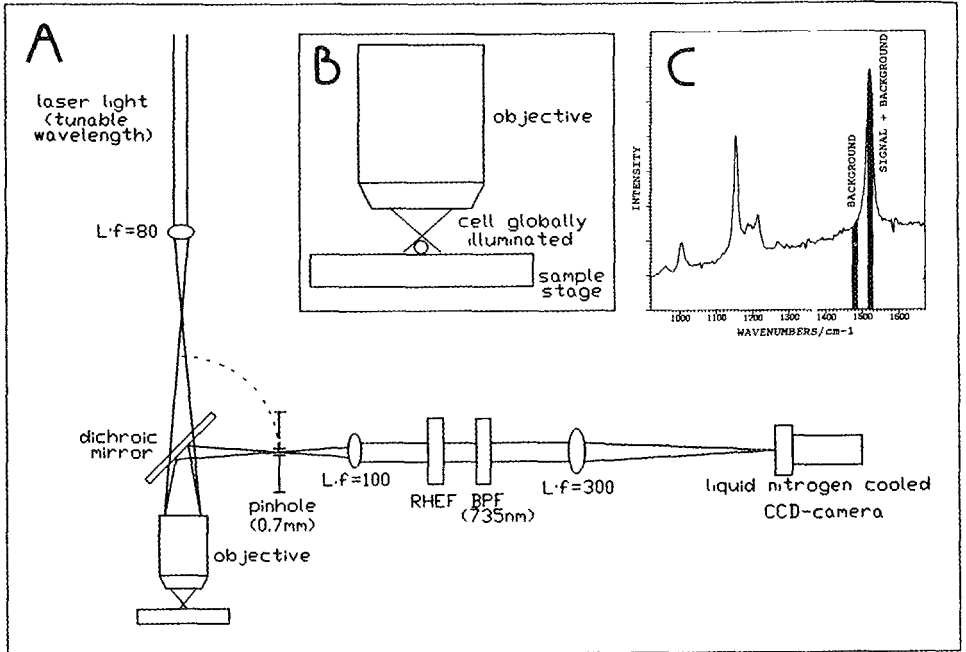 A
laser light
(tunable
wavelength)
L.f=80
dichroic
mirror
pinhole
(0.7mm)
objective
L.f=100
RHEF
BPF
(735nm)
L.f=300
liquid nitrogen cooled
CCD-camera
B
objective
cell globally
illuminated
sample
stage
C
INTENSITY
BACKGROUND
SIGNAL + BACKGROUND
1000 1100 1200 1300 1400 1500 1600
WAVENUMBERS/cm-1